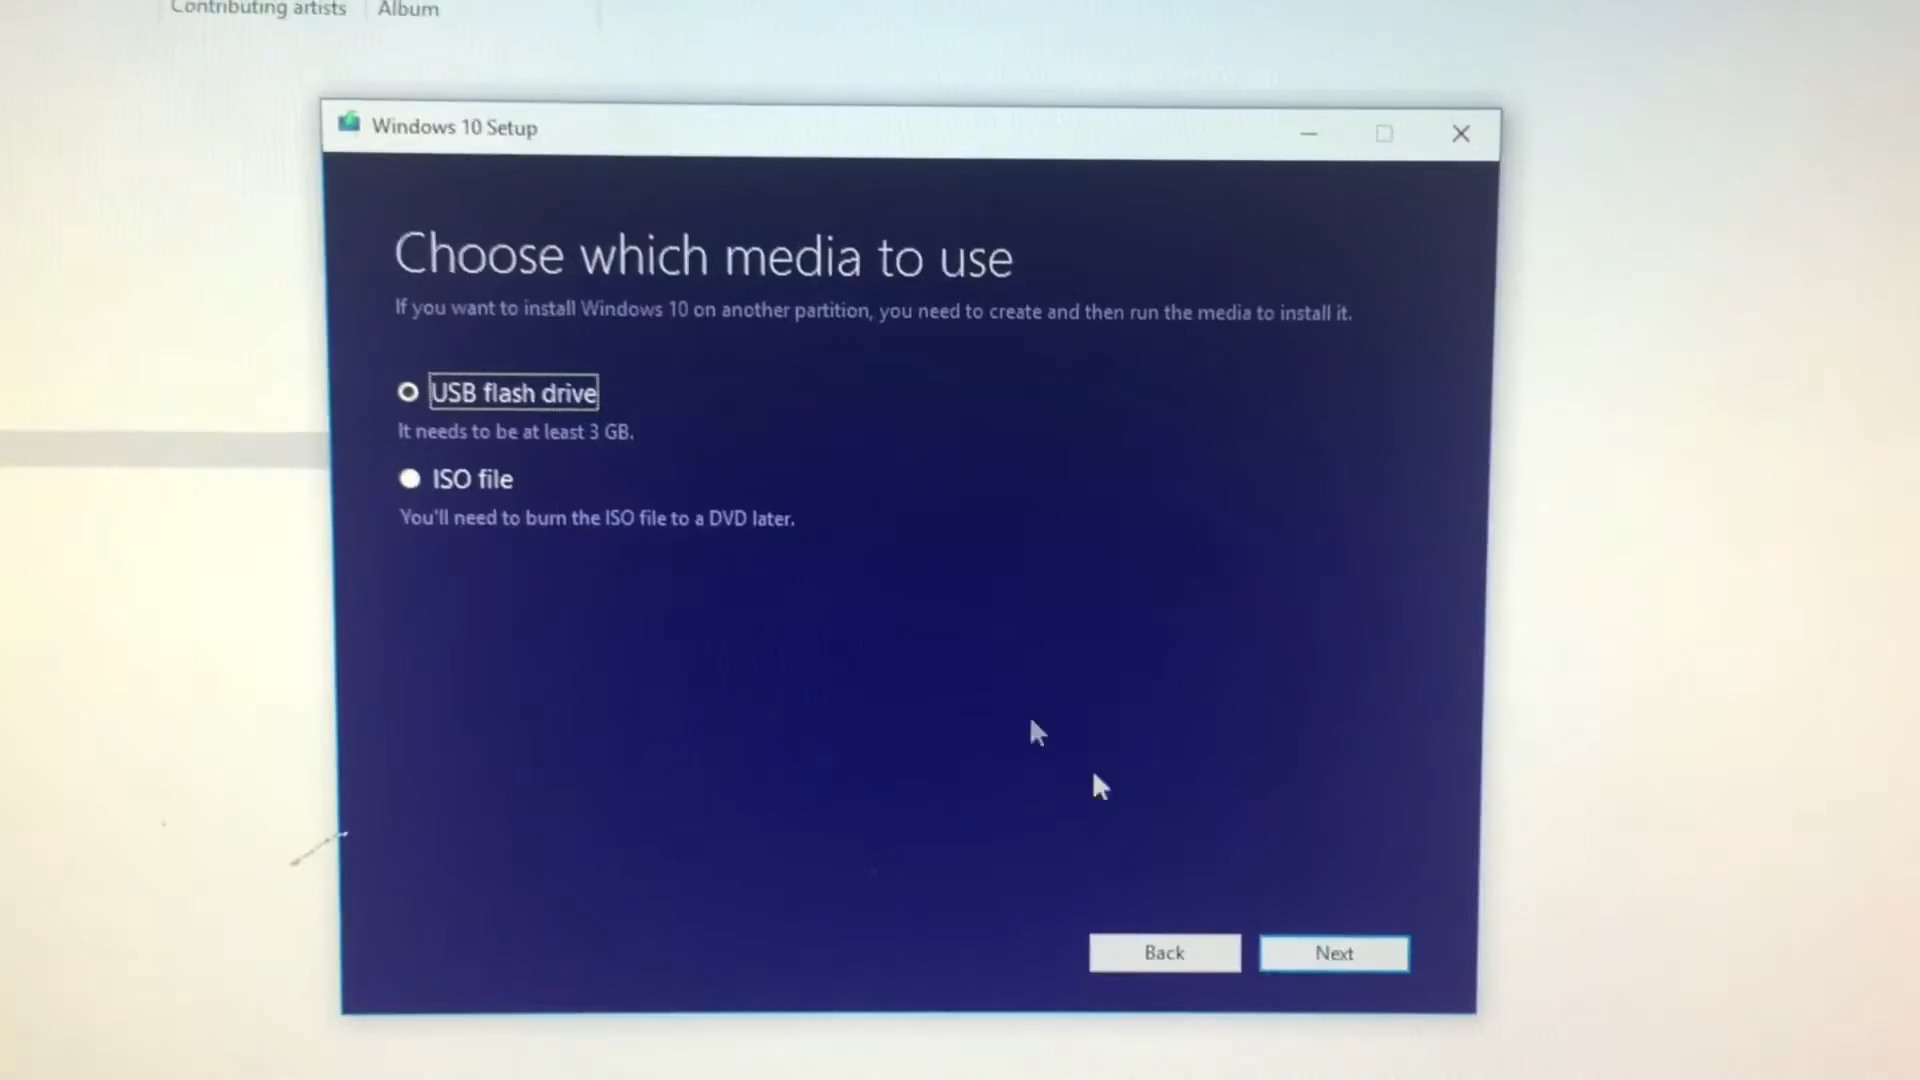 Contributing artists
Album
Windows 10 Setup
Choose which media to use
If you want to install Windows 10 on another partition, you need to create and then run the media to install it.
USB flash drive
It needs to be at least 3 GB.
ISO file
You'll need to burn the ISO file to a DVD later.
Back
Next